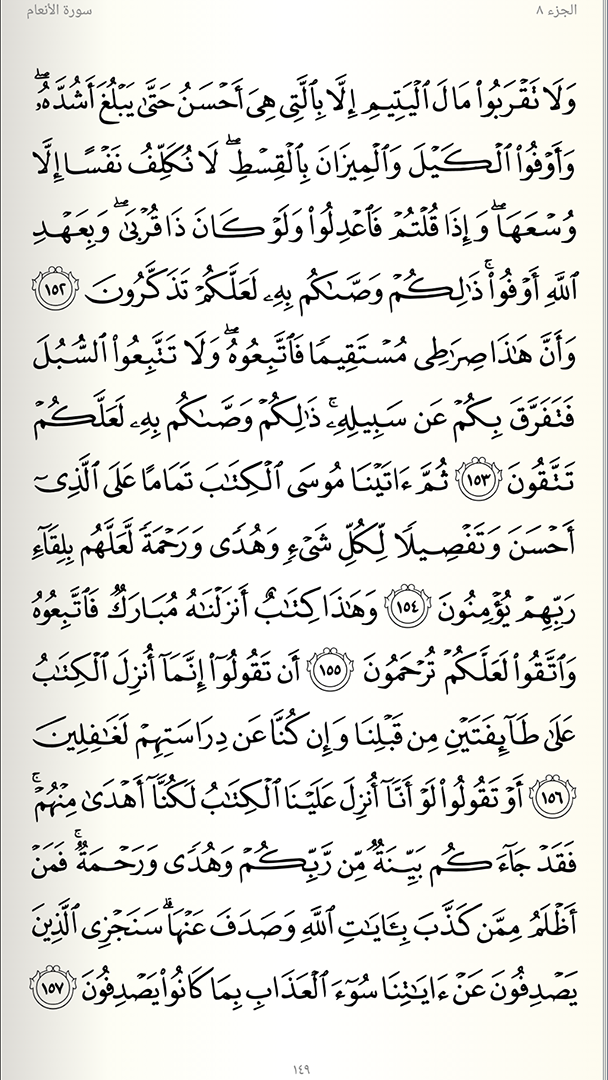 الجزء ٨ سورة الأنعام
وَلَا تَقۡرَبُواْ مَالَ ٱلۡيَتِيمِ إِلَّا بِٱلَّتِي هِيَ أَحۡسَنُ حَتَّىٰ يَبۡلُغَ أَشُدَّهُۥۖ
وَأَوۡفُواْ ٱلۡكَيۡلَ وَٱلۡمِيزَانَ بِٱلۡقِسۡطِۖ لَا نُكَلِّفُ نَفۡسًا إِلَّا
وُسۡعَهَاۖ وَإِذَا قُلۡتُمۡ فَٱعۡدِلُواْ وَلَوۡ كَانَ ذَا قُرۡبَىٰۖ وَبِعَهۡدِ
ٱللَّهِ أَوۡفُواْۚ ذَٰلِكُمۡ وَصَّىٰكُم بِهِۦ لَعَلَّكُمۡ تَذَكَّرُونَ ١٥٢
وَأَنَّ هَٰذَا صِرَٰطِي مُسۡتَقِيمٗا فَٱتَّبِعُوهُۖ وَلَا تَتَّبِعُواْ ٱلسُّبُلَ
فَتَفَرَّقَ بِكُمۡ عَن سَبِيلِهِۦۚ ذَٰلِكُمۡ وَصَّىٰكُم بِهِۦ لَعَلَّكُمۡ
تَتَّقُونَ ١٥٣ ثُمَّ ءَاتَيۡنَا مُوسَى ٱلۡكِتَٰبَ تَمَامًا عَلَى ٱلَّذِيٓ
أَحۡسَنَ وَتَفۡصِيلٗا لِّكُلِّ شَيۡءٖ وَهُدٗى وَرَحۡمَةٗ لَّعَلَّهُم بِلِقَآءِ
رَبِّهِمۡ يُؤۡمِنُونَ ١٥٤ وَهَٰذَا كِتَٰبٌ أَنزَلۡنَٰهُ مُبَارَكٞ فَٱتَّبِعُوهُ
وَٱتَّقُواْ لَعَلَّكُمۡ تُرۡحَمُونَ ١٥٥ أَن تَقُولُوٓاْ إِنَّمَآ أُنزِلَ ٱلۡكِتَٰبُ
عَلَىٰ طَآئِفَتَيۡنِ مِن قَبۡلِنَا وَإِن كُنَّا عَن دِرَاسَتِهِمۡ لَغَٰفِلِينَ
١٥٦ أَوۡ تَقُولُواْ لَوۡ أَنَّآ أُنزِلَ عَلَيۡنَا ٱلۡكِتَٰبُ لَكُنَّآ أَهۡدَىٰ مِنۡهُمۡۚ
فَقَدۡ جَآءَكُم بَيِّنَةٞ مِّن رَّبِّكُمۡ وَهُدٗى وَرَحۡمَةٞۚ فَمَنۡ
أَظۡلَمُ مِمَّن كَذَّبَ بِـَٔايَٰتِ ٱللَّهِ وَصَدَفَ عَنۡهَاۗ سَنَجۡزِي ٱلَّذِينَ
يَصۡدِفُونَ عَنۡ ءَايَٰتِنَا سُوٓءَ ٱلۡعَذَابِ بِمَا كَانُواْ يَصۡدِفُونَ ١٥٧
١٤٩